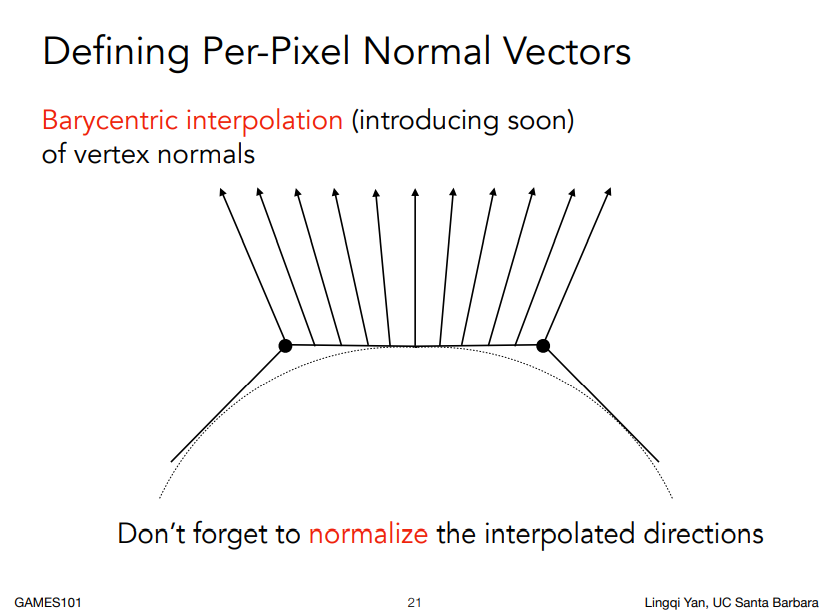 Defining Per-Pixel Normal Vectors
Barycentric interpolation (introducing soon)
of vertex normals
Don’t forget to normalize the interpolated directions
GAMES101
21
Lingqi Yan, UC Santa Barbara